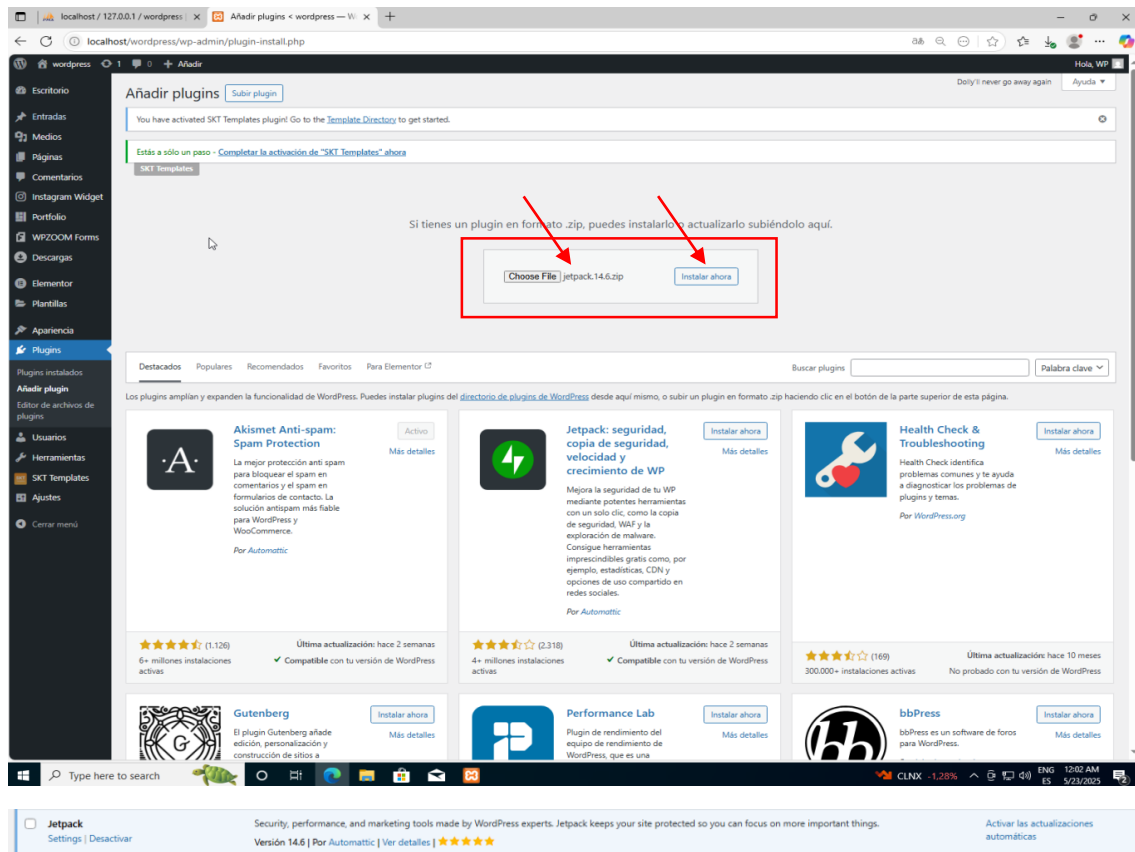 localhost / 127.0.0.1 / wordpress |
Añadir plugins < wordpress — W
localhost/wordpress/wp-admin/plugin-install.php
wordpress 1 0 + Añadir
Hola, WP
Escritorio
Entradas
Medios
Páginas
Comentarios
Instagram Widget
Portfolio
WPZOOM Forms
Descargas
Elementor
Plantillas
Apariencia
Plugins
Plugins instalados
Añadir plugin
Editor de archivos de
plugins
Usuarios
Herramientas
SKT Templates
Ajustes
Cerrar menú
Añadir plugins Subir plugin
Dolly'll never go away again
Ayuda
You have activated SKT Templates plugin! Go to the Template Directory to get started.
Estás a sólo un paso - Completar la activación de "SKT Templates" ahora
SKT Templates
Si tienes un plugin en formato .zip, puedes instalarlo o actualizarlo subiéndolo aquí.
Choose File jetpack.14.6.zip
Instalar ahora
Destacados Populares Recomendados Favoritos Para Elementor
Buscar plugins
Palabra clave
Los plugins amplían y expanden la funcionalidad de WordPress. Puedes instalar plugins del directorio de plugins de WordPress desde aquí mismo, o subir un plugin en formato .zip haciendo clic en el botón de la parte superior de esta página.
Akismet Anti-spam:
Spam Protection
Activo
Más detalles
La mejor protección anti spam
para bloquear el spam en
comentarios y el spam en
formularios de contacto. La
solución antispam más fiable
para WordPress y
WooCommerce.
Por Automattic
(1.126)
6+ millones instalaciones
activas
Última actualización: hace 2 semanas
Compatible con tu versión de WordPress
Jetpack: seguridad,
copia de seguridad,
velocidad y
crecimiento de WP
Instalar ahora
Más detalles
Mejora la seguridad de tu WP
mediante potentes herramientas
con un solo clic, como la copia
de seguridad, WAF y la
exploración de malware.
Consigue herramientas
imprescindibles gratis como, por
ejemplo, estadísticas, CDN y
opciones de uso compartido en
redes sociales.
Por Automattic
(2.318)
4+ millones instalaciones
activas
Última actualización: hace 2 semanas
Compatible con tu versión de WordPress
Health Check &
Troubleshooting
Instalar ahora
Más detalles
Health Check identifica
problemas comunes y te ayuda
a diagnosticar los problemas de
plugins y temas.
Por WordPress.org
(169)
300.000+ instalaciones activas
Última actualización: hace 10 meses
No probado con tu versión de WordPress
Gutenberg
Instalar ahora
Más detalles
El plugin Gutenberg añade
edición, personalización y
construcción de sitios a
Performance Lab
Instalar ahora
Más detalles
Plugin de rendimiento del
equipo de rendimiento de
WordPress, que es una
bbPress
Instalar ahora
Más detalles
bbPress es un software de foros
para WordPress.
Type here to search
CLNX -1,28%
ENG
ES
12:02 AM
5/23/2025
Jetpack
Settings | Desactivar
Security, performance, and marketing tools made by WordPress experts. Jetpack keeps your site protected so you can focus on more important things.
Versión 14.6 | Por Automattic | Ver detalles |
Activar las actualizaciones
automáticas